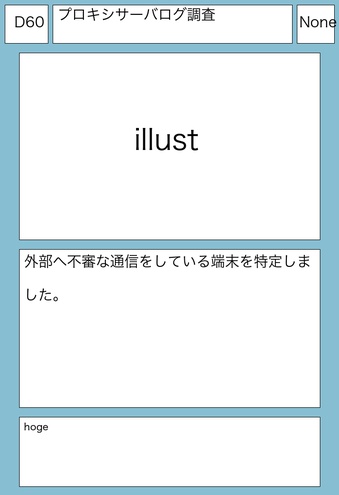 D60
プロキシサーバログ調査
None
illust
外部へ不審な通信をしている端末を特定しま
した。
hoge